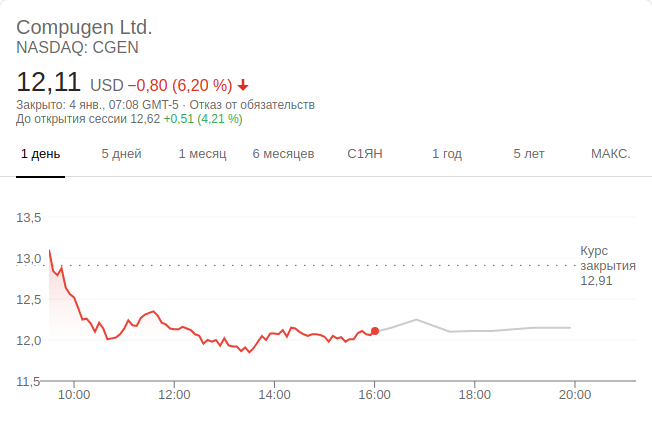 Compugen Ltd.
NASDAQ: CGEN
12,11 USD −0,80 (6,20 %)
Закрыто: 4 янв., 07:08 GMT-5 · Отказ от обязательств
До открытия сессии 12,62 +0,51 (4,21 %)
1 день 5 дней 1 месяц 6 месяцев С1ЯН 1 год 5 лет МАКС.
13,5
13,0
12,5
12,0
11,5
Курс
закрытия
12,91
10:00 12:00 14:00 16:00 18:00 20:00